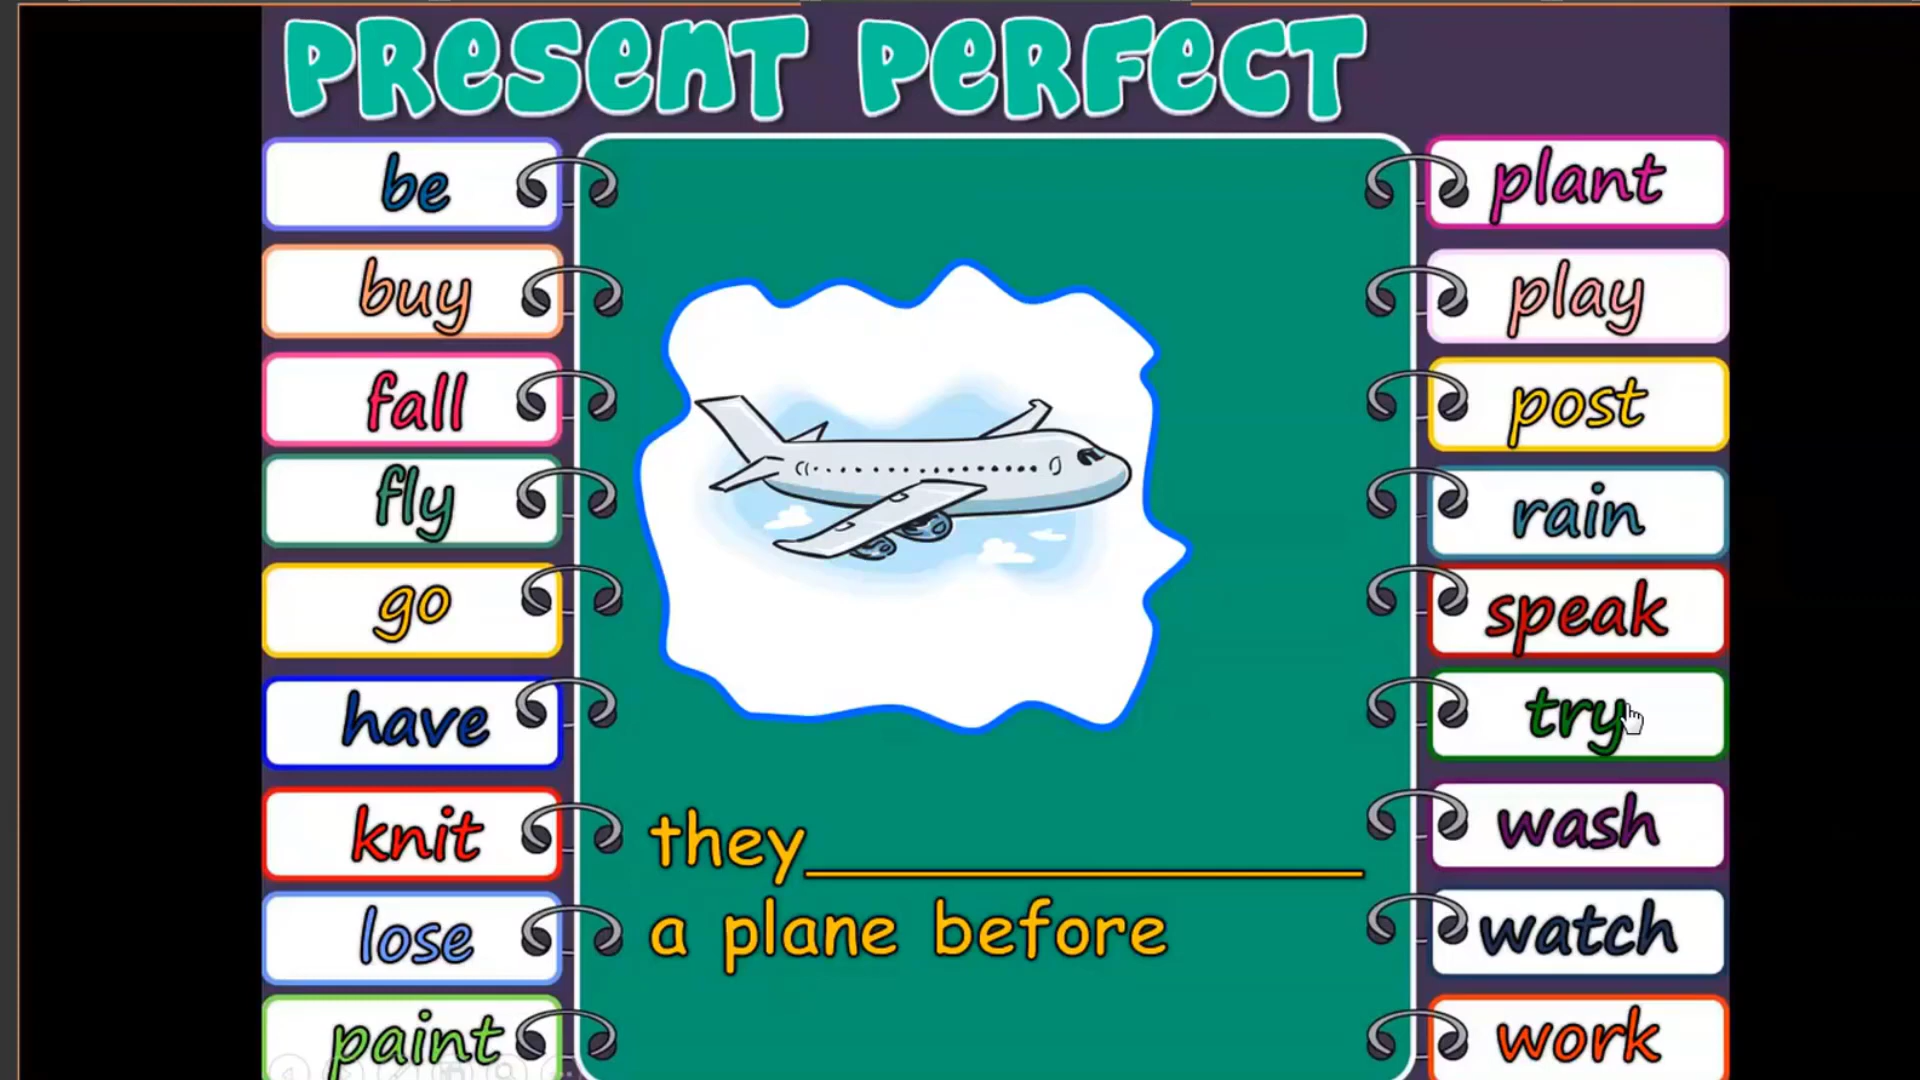 PRESENT PERFECT
be
buy
fall
fly
go
have
knit
lose
paint
they____________
a plane before
plant
play
post
rain
speak
try
wash
watch
work